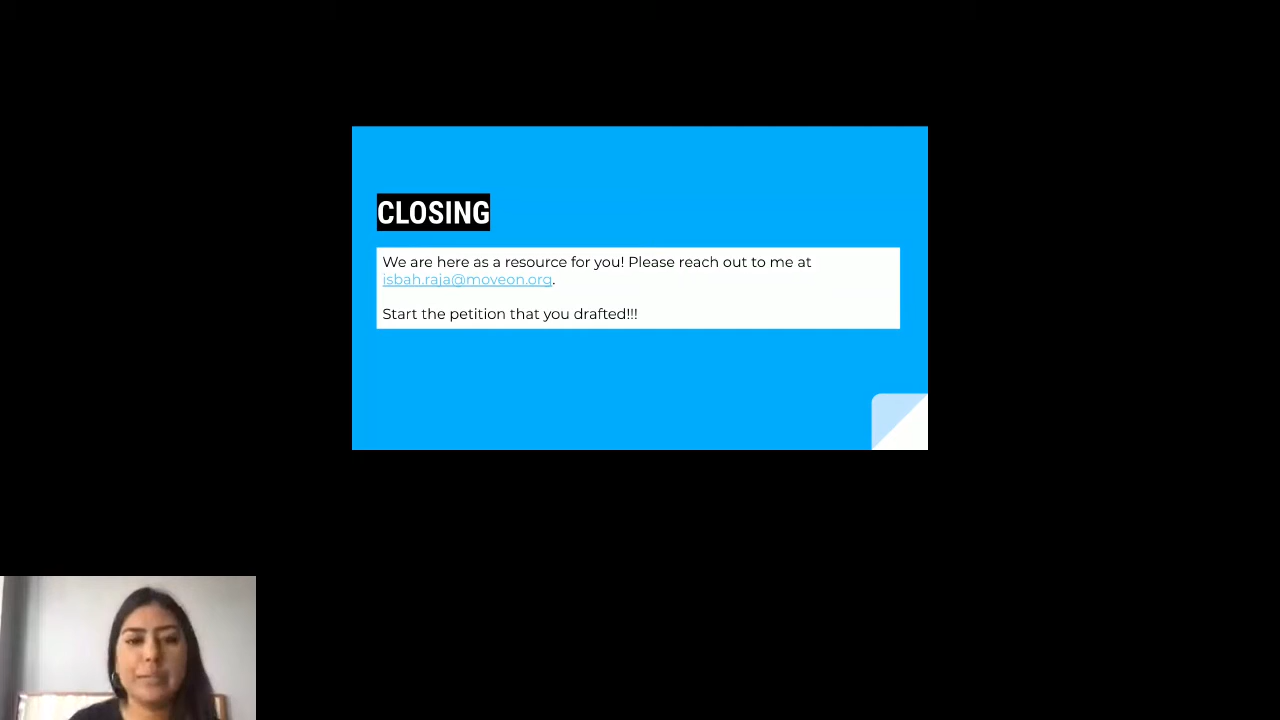 CLOSING
We are here as a resource for you! Please reach out to me at
isbah.raja@moveon.org.
Start the petition that you drafted!!!